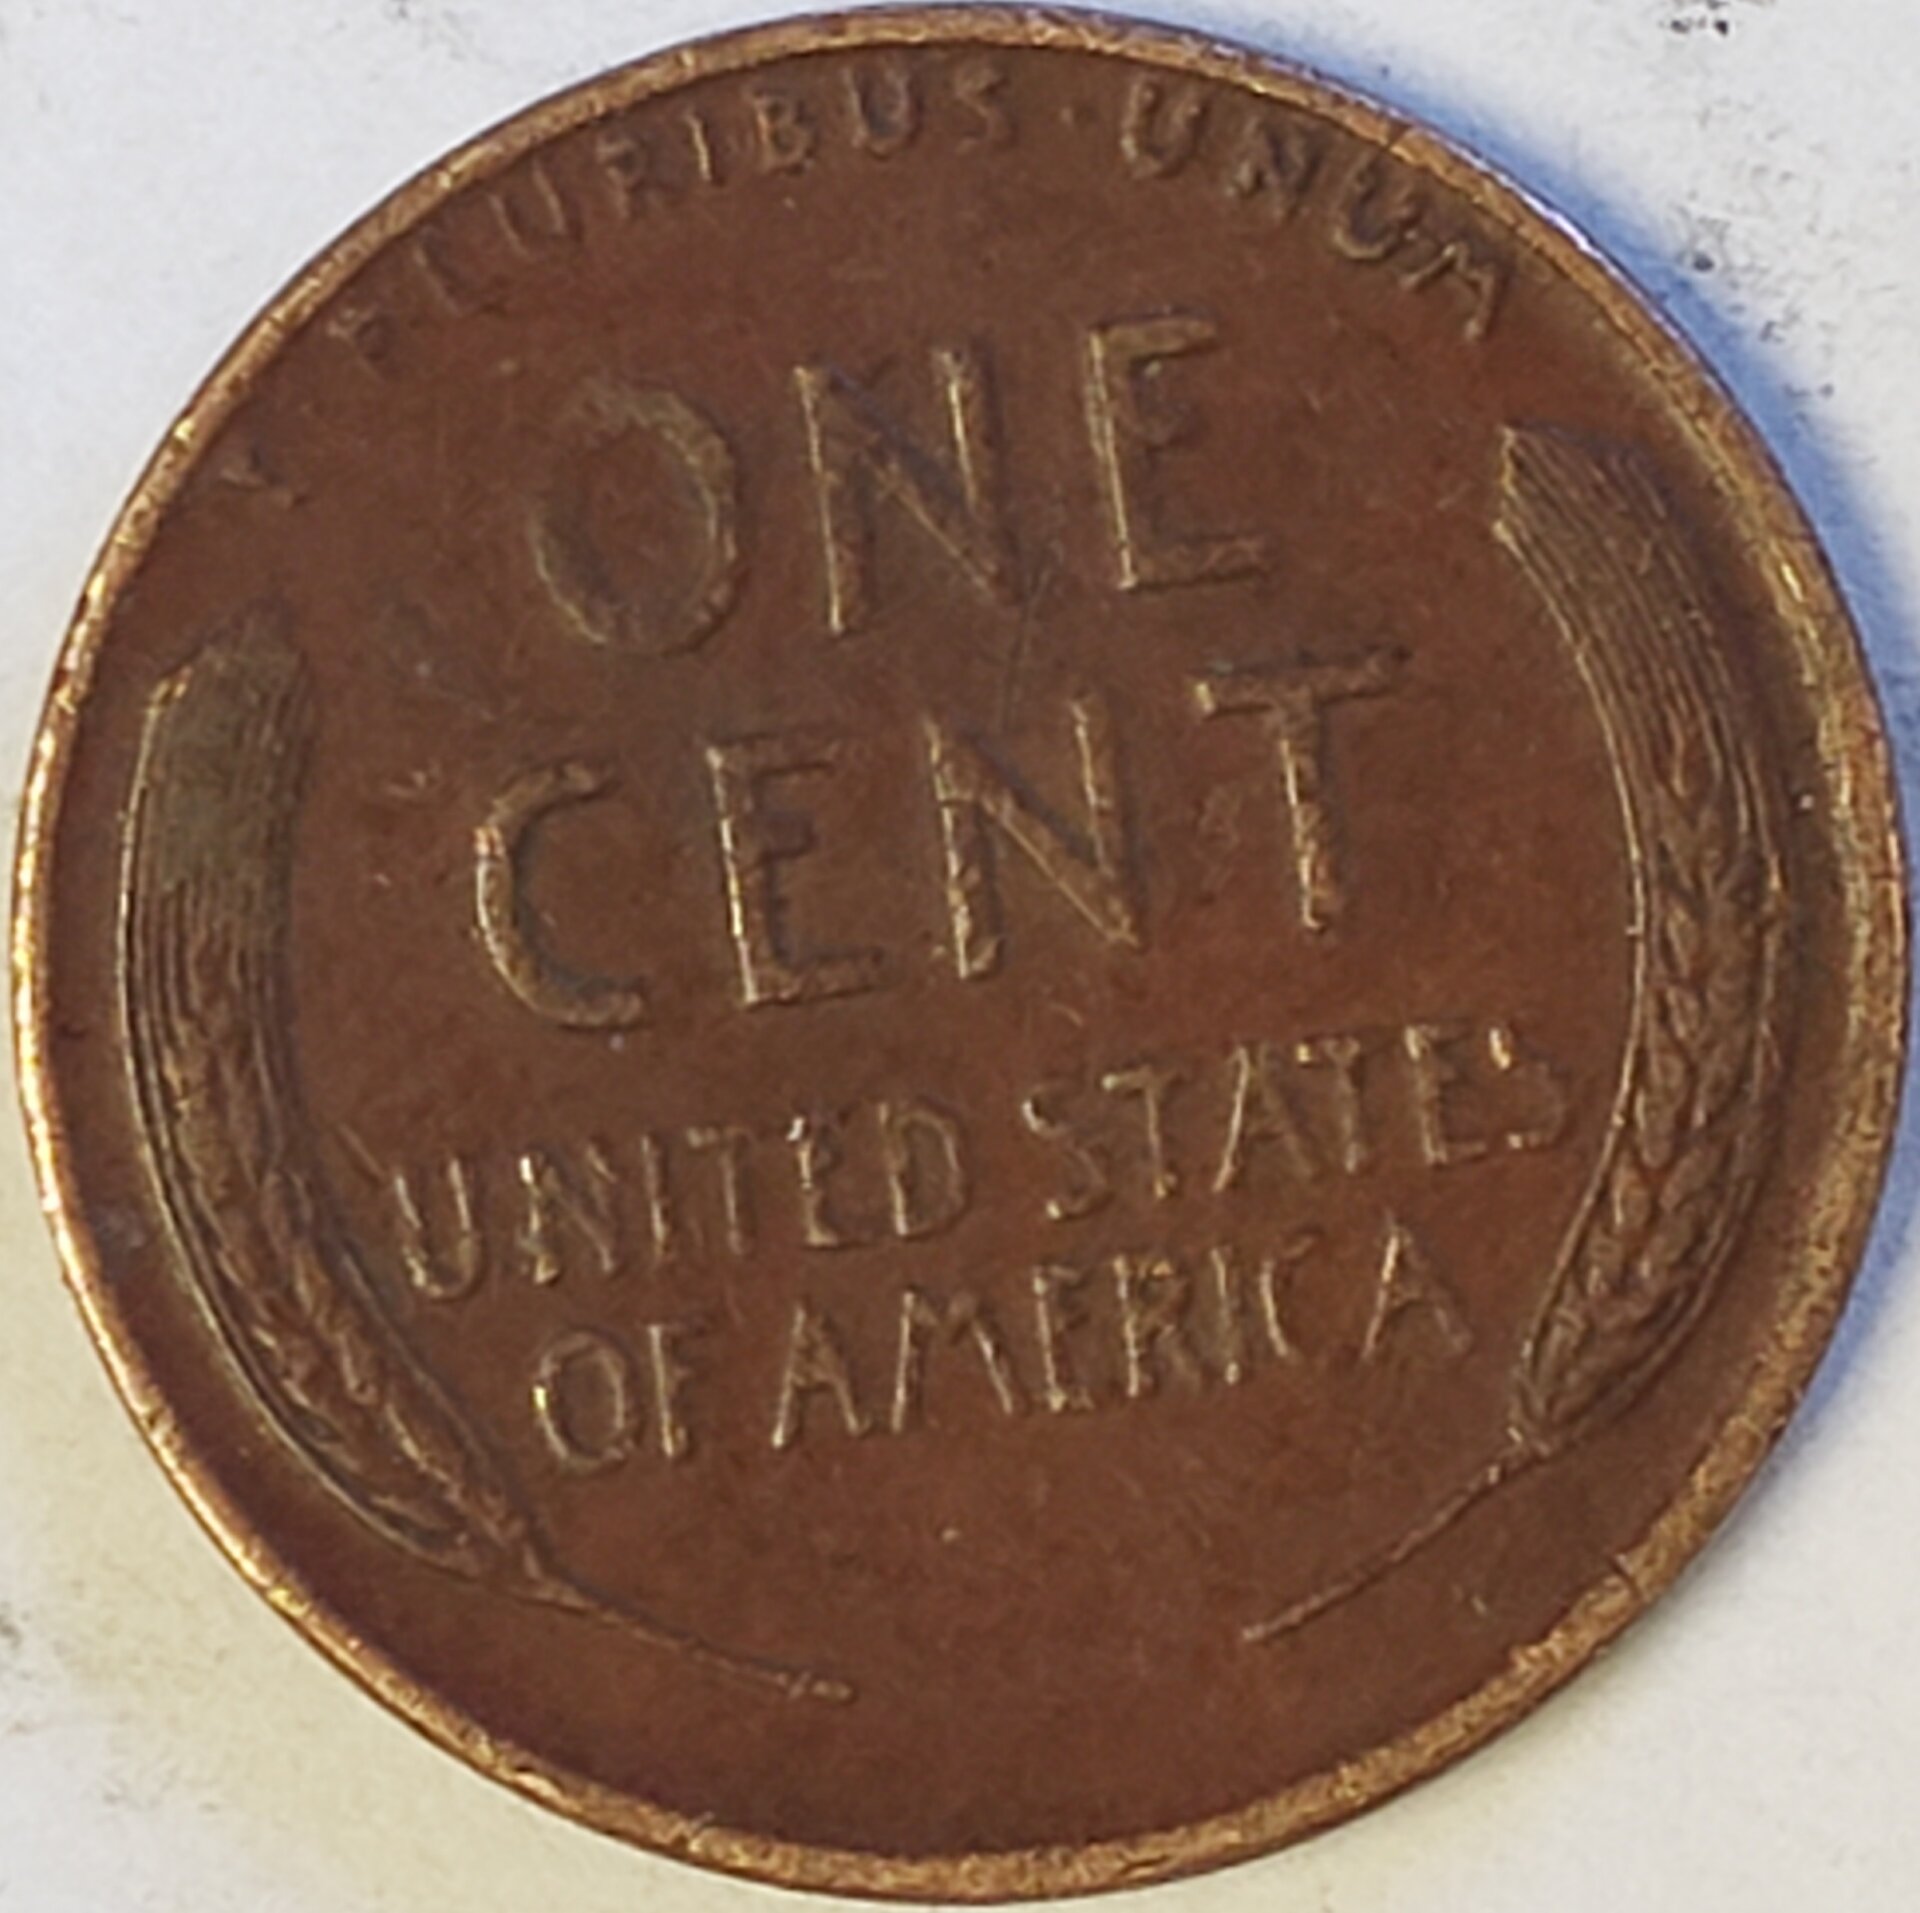 E PLURIBUS · UNUM
ONE
CENT
UNITED STATES
OF AMERICA